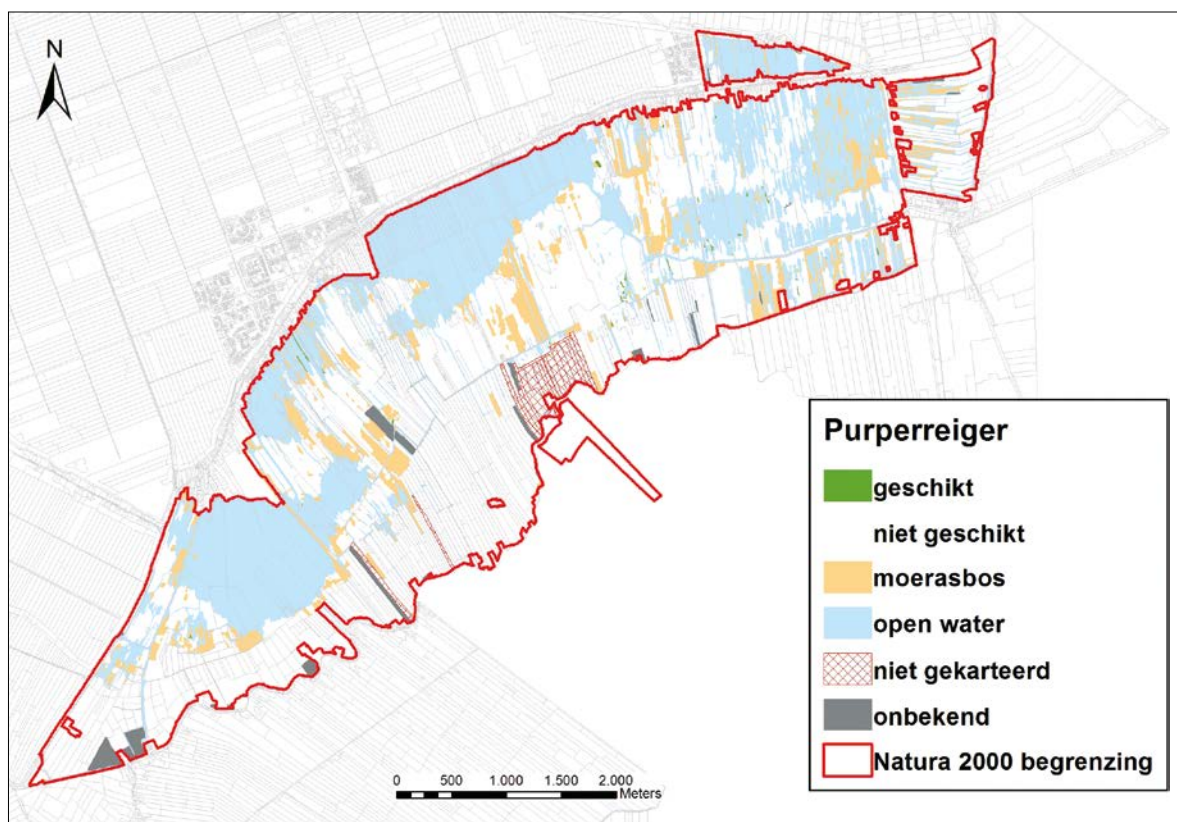 N
Purperreiger
geschikt
niet geschikt
moerasbos
open water
niet gekarteerd
onbekend
Natura 2000 begrenzing
0 500 1.000 1.500 2.000
Meters